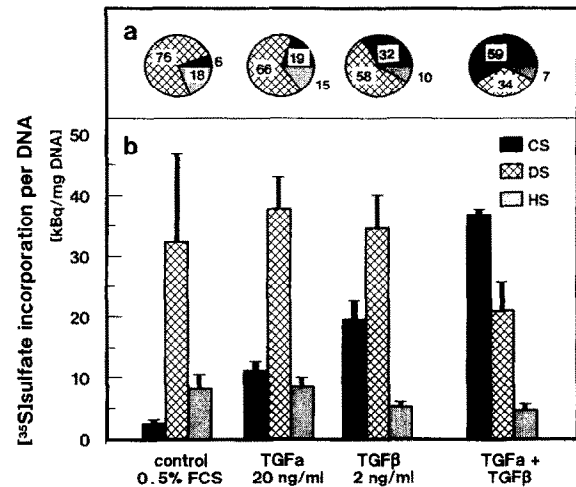 a
76
6
18
19
66
15
32
58
10
59
34
7
b
[³⁵S]sulfate incorporation per DNA
[kBq/mg DNA]
50
40
30
20
10
0
CS
DS
HS
control
0.5% FCS
TGFa
20 ng/ml
TGFβ
2 ng/ml
TGFa +
TGFβ